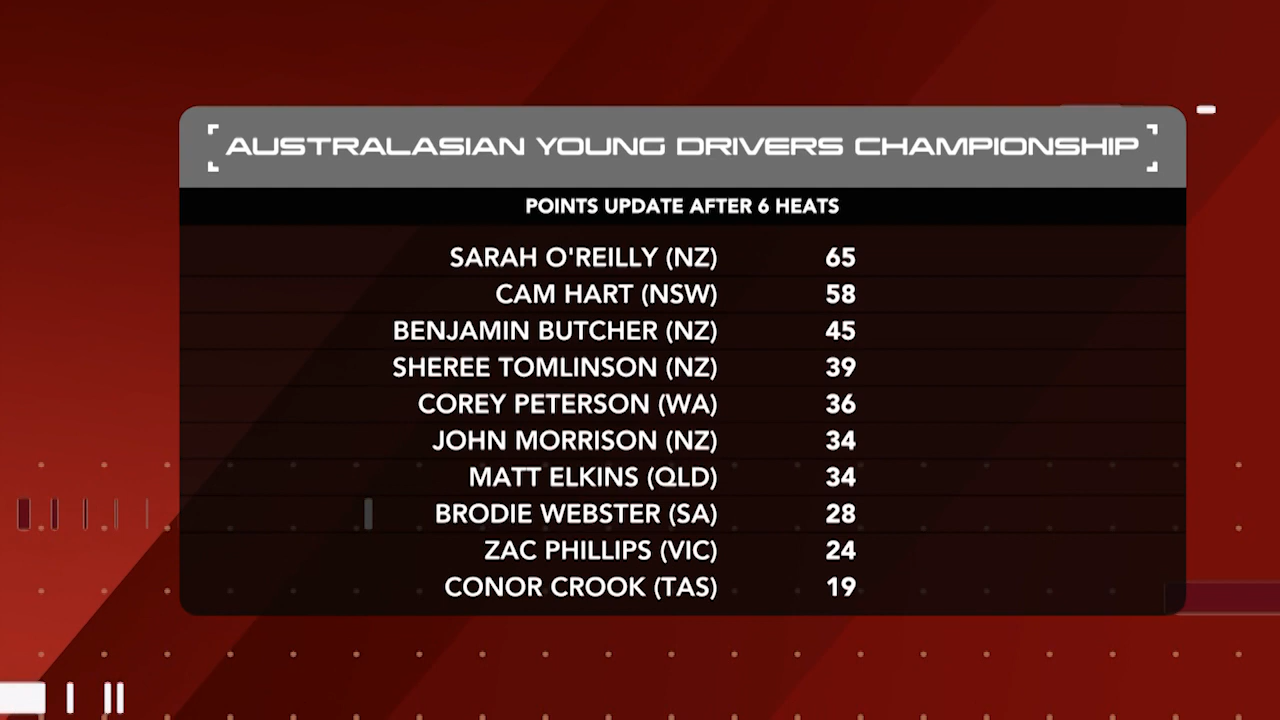 AUSTRALASIAN YOUNG DRIVERS CHAMPIONSHIP
POINTS UPDATE AFTER 6 HEATS
SARAH O'REILLY (NZ) 65
CAM HART (NSW) 58
BENJAMIN BUTCHER (NZ) 45
SHEREE TOMLINSON (NZ) 39
COREY PETERSON (WA) 36
JOHN MORRISON (NZ) 34
MATT ELKINS (QLD) 34
BRODIE WEBSTER (SA) 28
ZAC PHILLIPS (VIC) 24
CONOR CROOK (TAS) 19